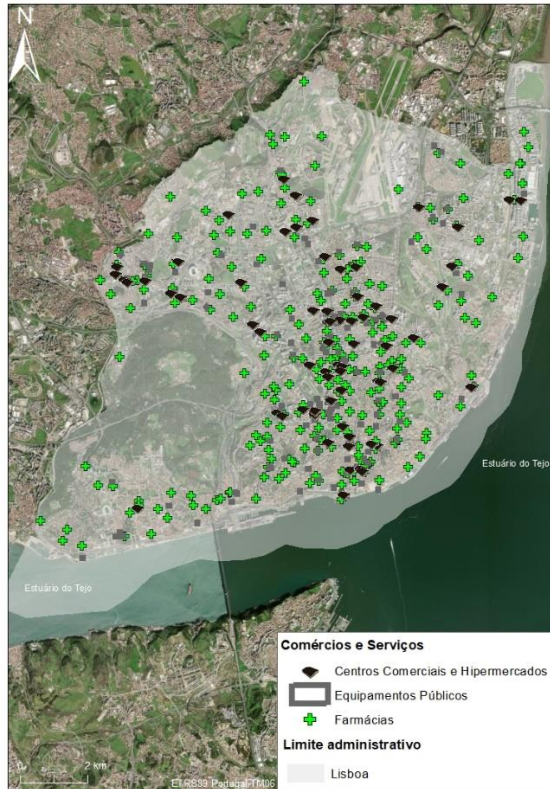 N
Estuário do Tejo
Estuário do Tejo
Comércios e Serviços
Centros Comerciais e Hipermercados
Equipamentos Públicos
Farmácias
Limite administrativo
Lisboa
0 2 km
ETRS89 Portugal TM06